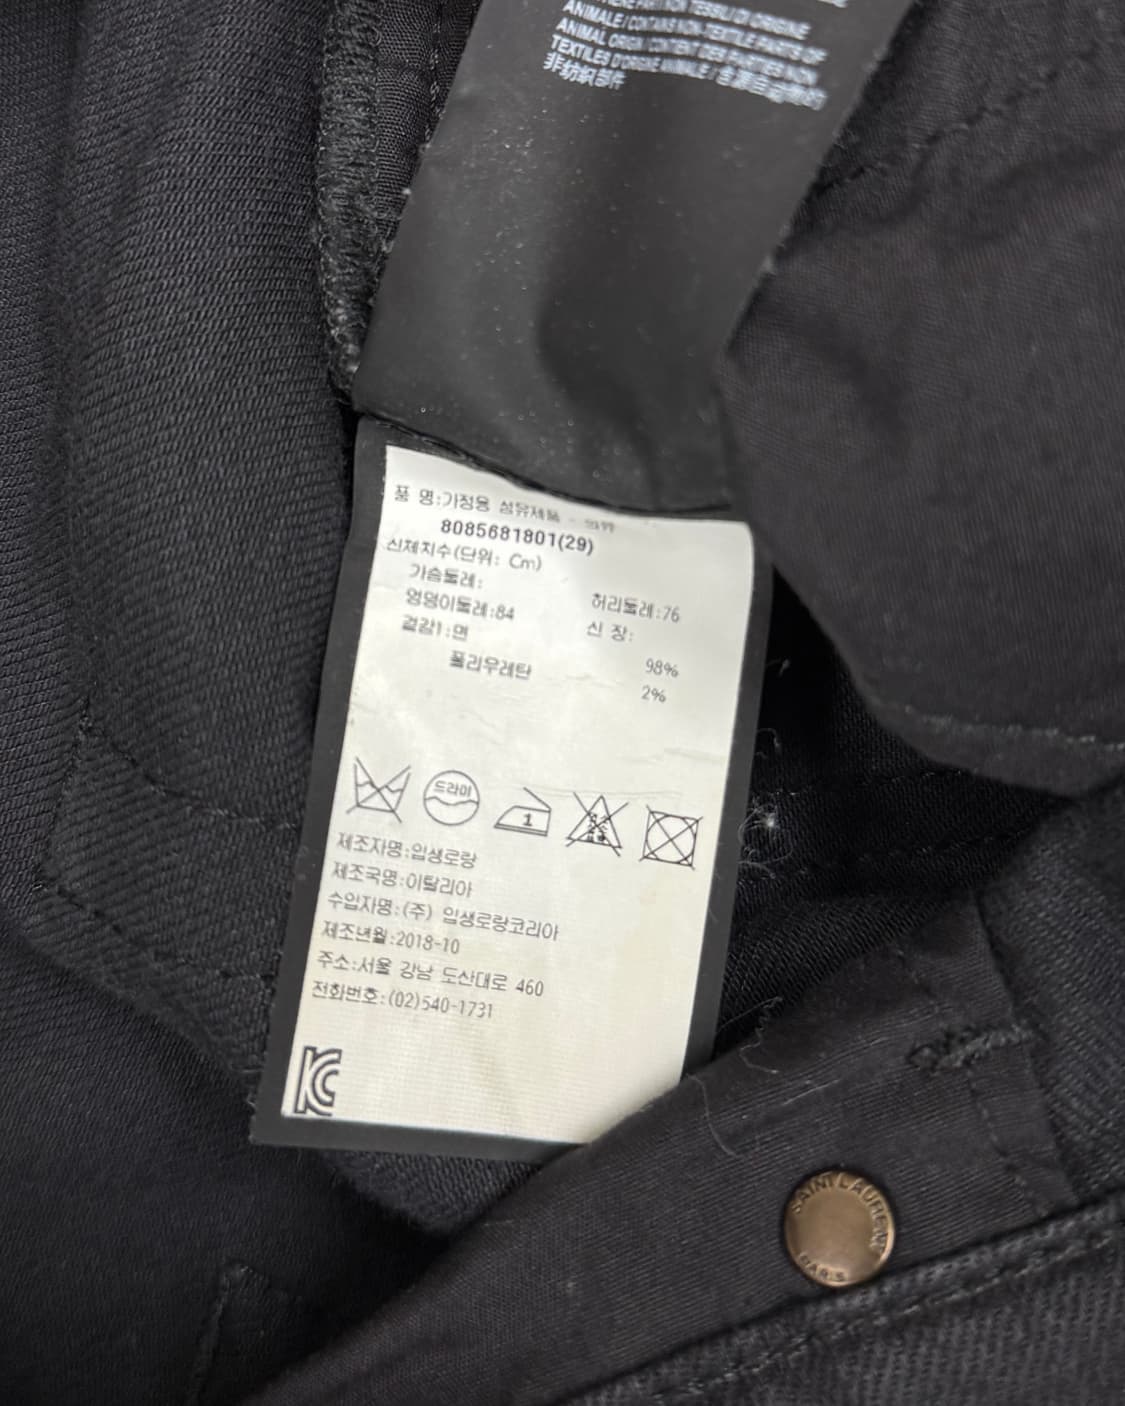 ANIMALE / CONTAINS NON-TEXTILE PARTS OF
ANIMAL ORIGIN / CONTIENT DES PARTIES NON
TEXTILES D'ORIGINE ANIMALE /
非纺织部件
품 명:가정용 섬유제품 -
8085681801(29)
신체치수(단위: Cm)
가슴둘레: 허리둘레:76
엉덩이둘레:84 신 장:
겉감1:면 98%
폴리우레탄 2%
드라이
1
제조자명:입생로랑
제조국명:이탈리아
수입자명:(주) 입생로랑코리아
제조년월:2018-10
주소:서울 강남 도산대로 460
전화번호:(02)540-1731
KC
SAINT LAURENT
PARIS